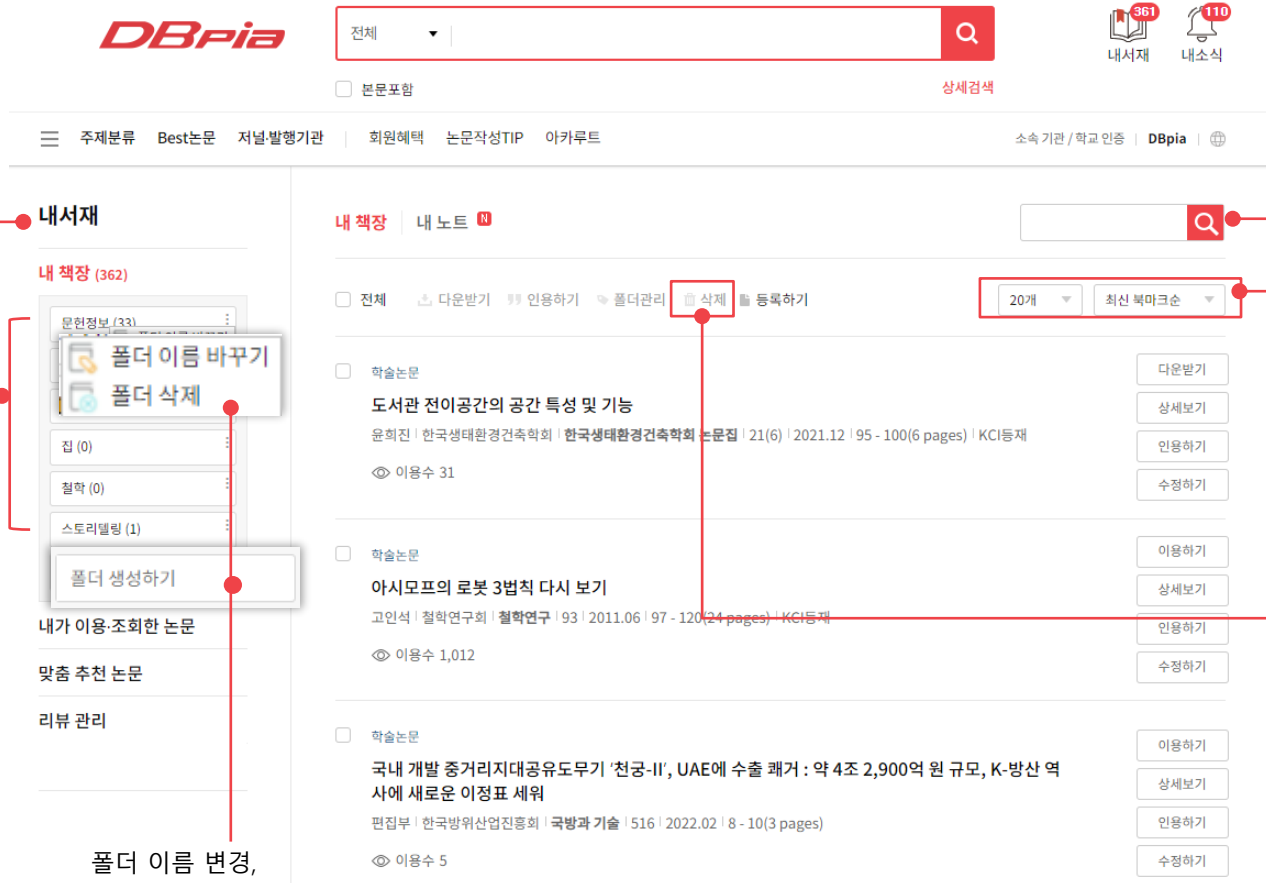 DBpia
전체
361
110
내서재
내소식
본문포함
상세검색
주제분류 Best논문 저널·발행기관 회원혜택 논문작성TIP 아카루트
소속 기관 / 학교 인증 DBpia
내서재
내 책장 (362)
문헌정보 (33)
폴더 이름 바꾸기
폴더 삭제
집 (0)
철학 (0)
스토리델링 (1)
폴더 생성하기
내가 이용·조회한 논문
맞춤 추천 논문
리뷰 관리
폴더 이름 변경,
내 책장 내 노트 N
전체 다운받기 인용하기 폴더관리 삭제 등록하기
20개 최신 북마크순
학술논문
도서관 전이공간의 공간 특성 및 기능
윤희진 한국생태환경건축학회 한국생태환경건축학회 논문집 21(6) 2021.12 95 - 100(6 pages) KCI등재
이용수 31
다운받기
상세보기
인용하기
수정하기
학술논문
아시모프의 로봇 3법칙 다시 보기
고인석 철학연구회 철학연구 93 2011.06 97 - 120(24 pages) KCI등재
이용수 1,012
이용하기
상세보기
인용하기
수정하기
학술논문
국내 개발 중거리지대공유도무기 ‘천궁-II’, UAE에 수출 쾌거 : 약 4조 2,900억 원 규모, K-방산 역
사에 새로운 이정표 세워
편집부 한국방위산업진흥회 국방과 기술 516 2022.02 8 - 10(3 pages)
이용수 5
이용하기
상세보기
인용하기
수정하기